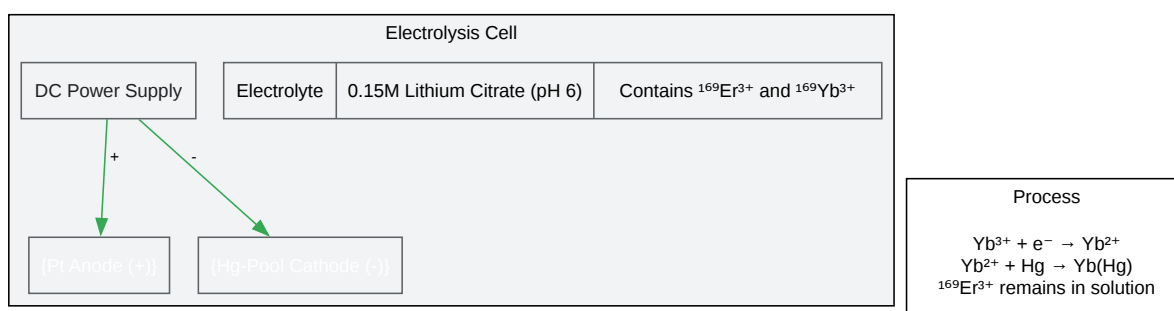 Electrolysis Cell
DC Power Supply
Electrolyte
0.15M Lithium Citrate (pH 6)
Contains ¹⁶⁹Er³⁺ and ¹⁶⁹Yb³⁺
+
-
{Pt Anode (+)}
{Hg-Pool Cathode (-)}
Process
Yb³⁺ + e⁻ → Yb²⁺
Yb²⁺ + Hg → Yb(Hg)
¹⁶⁹Er³⁺ remains in solution